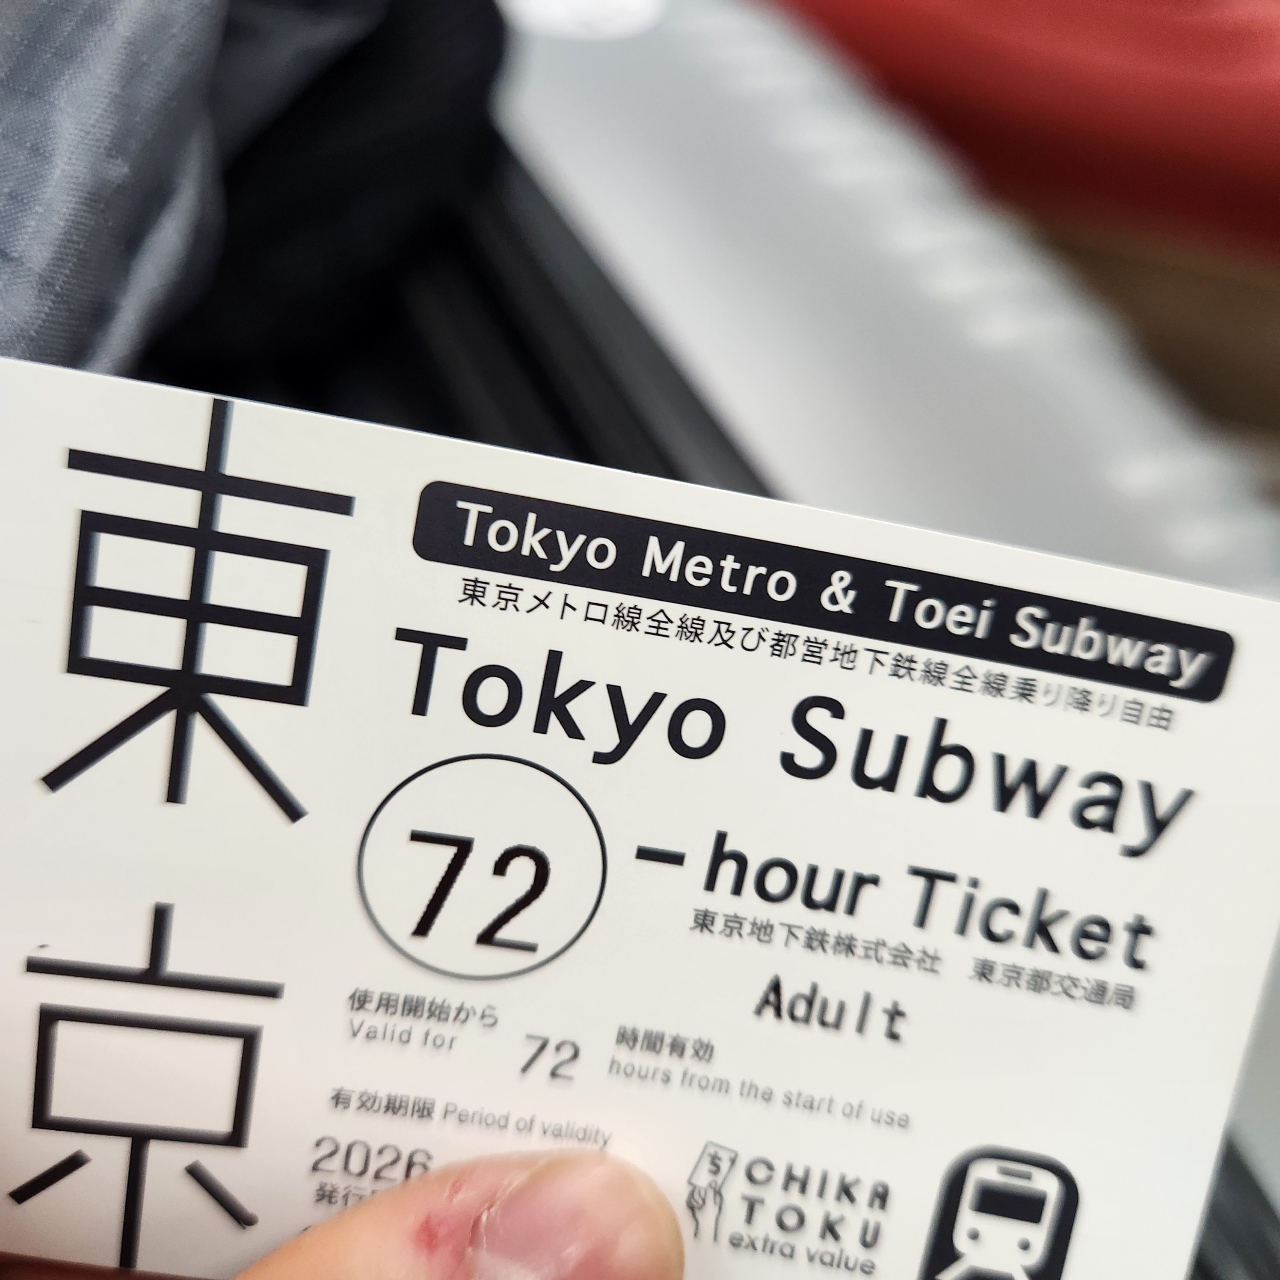 東京
Tokyo Metro & Toei Subway
東京メトロ線全線及び都営地下鉄線全線乗り降り自由
Tokyo Subway
72 -hour Ticket
東京地下鉄株式会社 東京都交通局
Adult
使用開始から 72 時間有効
Valid for hours from the start of use
有効期限 Period of validity
2026
発行
ち
CHIKA
TOKU
extra value